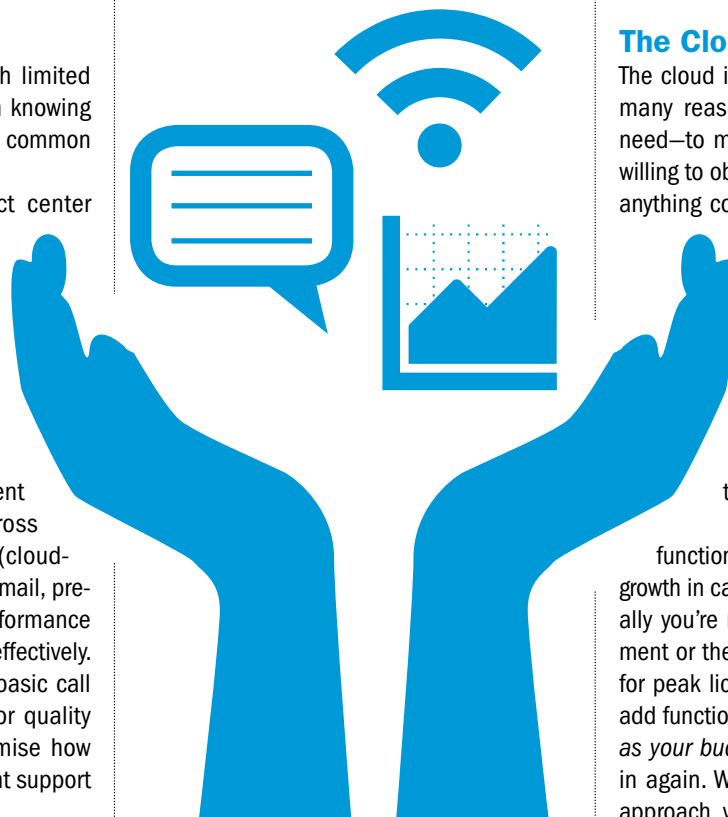 h limited
knowing
common
ct center
ent
ross
(cloud-
mail, pre-
formance
effectively.
basic call
or quality
mise how
nt support
The Clo
The cloud i
many reas
need—to m
willing to ob
anything co
t
function
growth in ca
ally you're
ment or the
for peak lic
add functio
as your bu
in again. W
approach